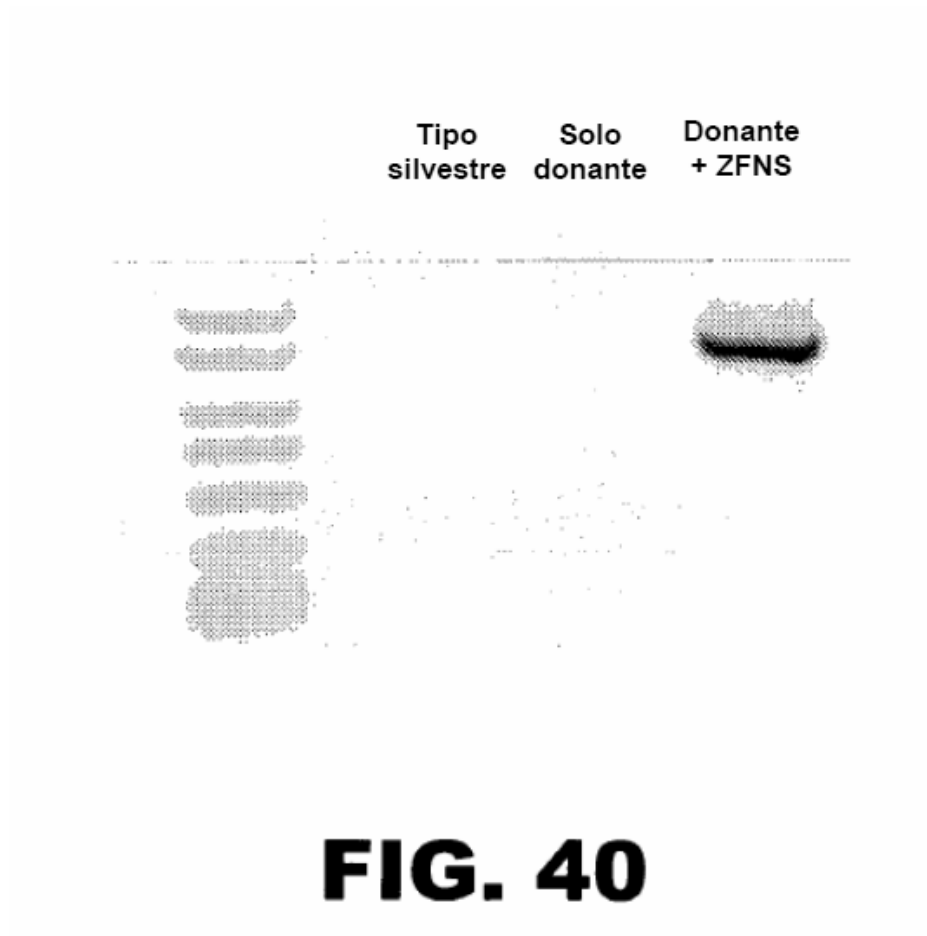 Tipo
silvestre
Solo
donante
Donante
+ ZFNS
FIG. 40